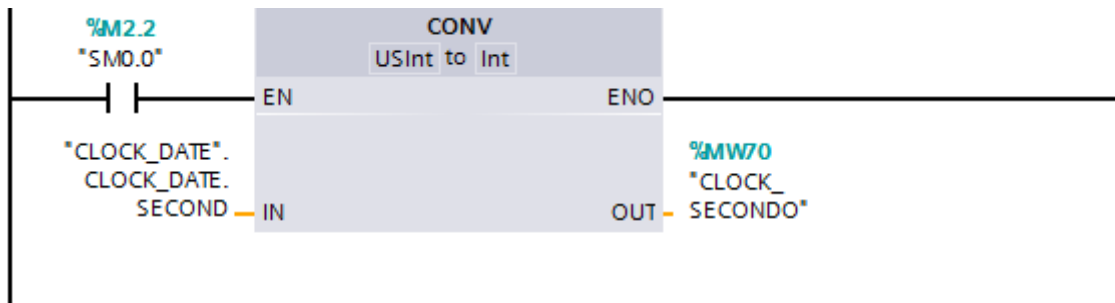 %M2.2
"SM0.0"
CONV
USInt to Int
EN
ENO
"CLOCK_DATE".
CLOCK_DATE.
SECOND
IN
OUT
%MW70
"CLOCK_
SECONDO"